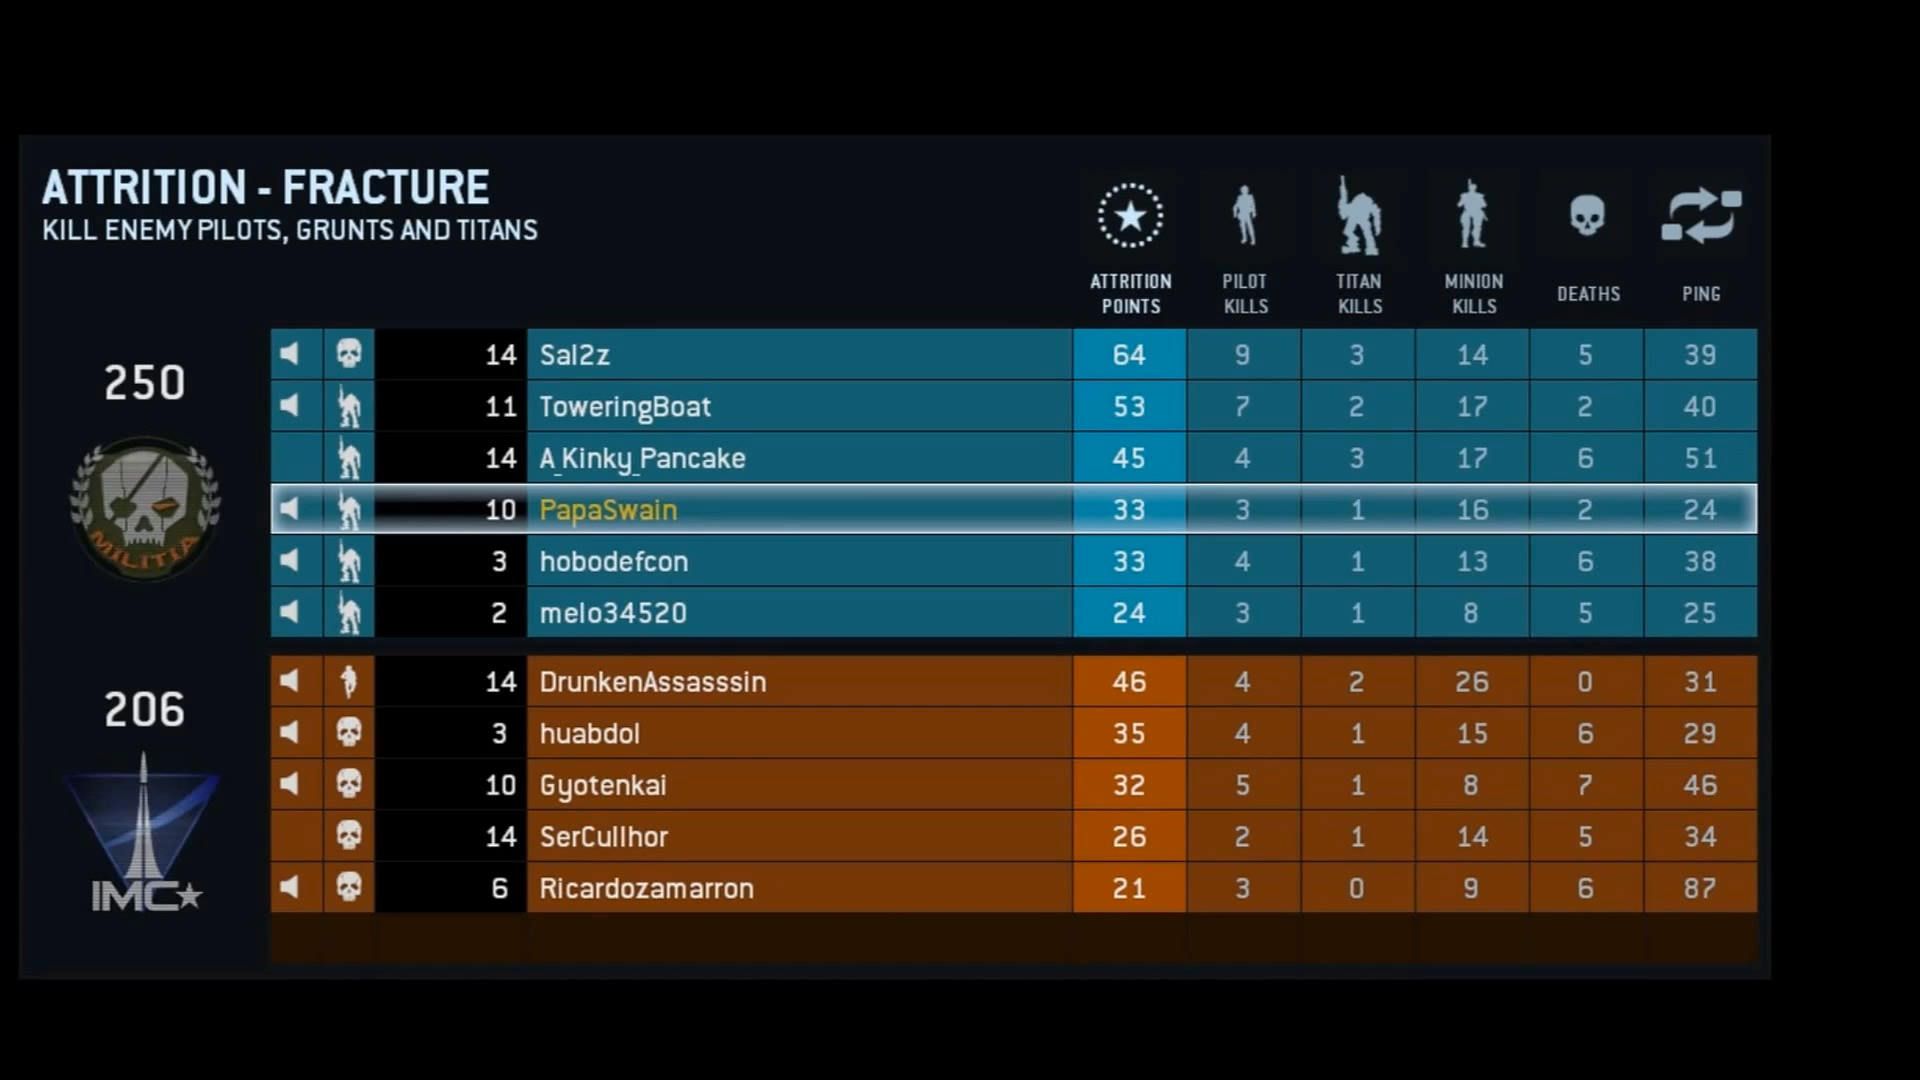 ATTRITION - FRACTURE
KILL ENEMY PILOTS, GRUNTS AND TITANS
ATTRITION POINTS PILOT KILLS TITAN KILLS MINION KILLS DEATHS PING
250
MILITIA
14 Sal2z 64 9 3 14 5 39
11 ToweringBoat 53 7 2 17 2 40
14 A_Kinky_Pancake 45 4 3 17 6 51
10 PapaSwain 33 3 1 16 2 24
3 hobodefcon 33 4 1 13 6 38
2 melo34520 24 3 1 8 5 25
206
IMC
14 DrunkenAssasssin 46 4 2 26 0 31
3 huabdol 35 4 1 15 6 29
10 Gyotenkai 32 5 1 8 7 46
14 SerCullhor 26 2 1 14 5 34
6 Ricardozamarron 21 3 0 9 6 87